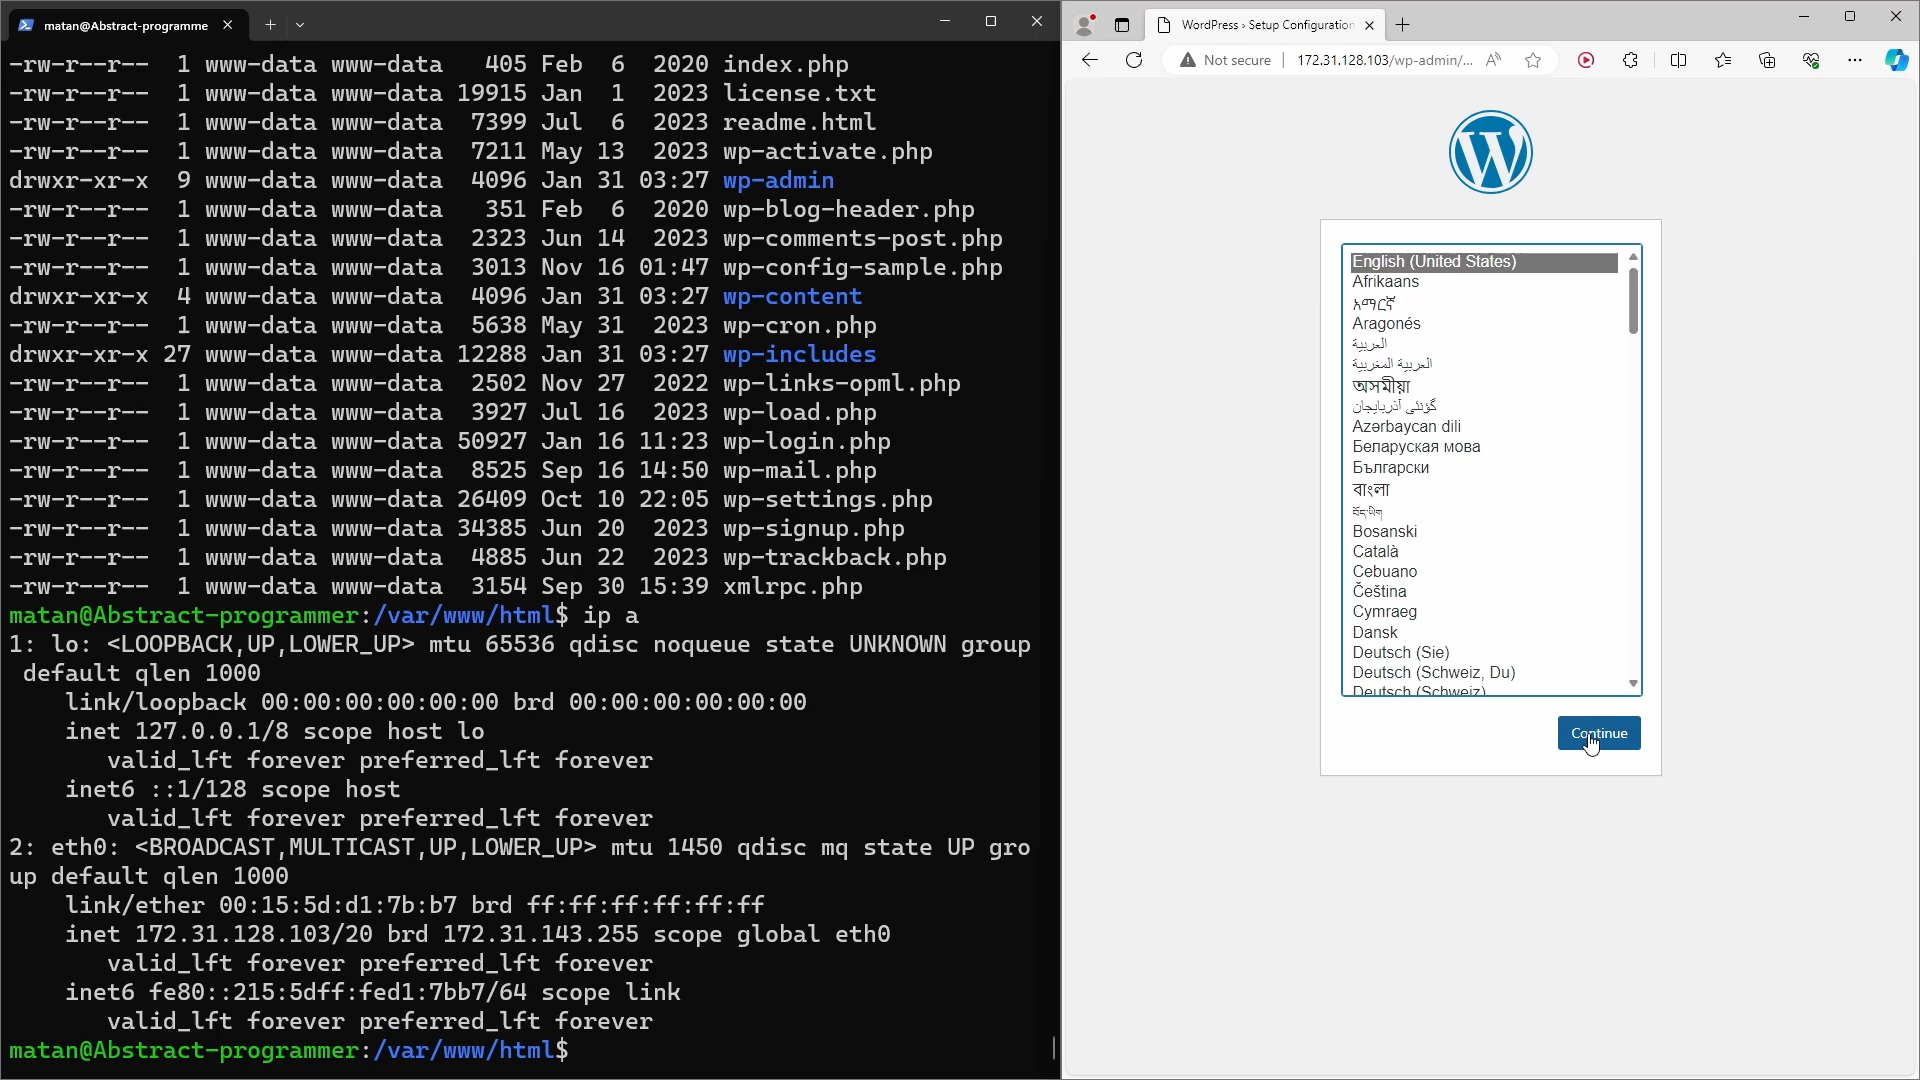 matan@Abstract-programme
-rw-r--r-- 1 www-data www-data 405 Feb 6 2020 index.php
-rw-r--r-- 1 www-data www-data 19915 Jan 1 2023 license.txt
-rw-r--r-- 1 www-data www-data 7399 Jul 6 2023 readme.html
-rw-r--r-- 1 www-data www-data 7211 May 13 2023 wp-activate.php
drwxr-xr-x 9 www-data www-data 4096 Jan 31 03:27 wp-admin
-rw-r--r-- 1 www-data www-data 351 Feb 6 2020 wp-blog-header.php
-rw-r--r-- 1 www-data www-data 2323 Jun 14 2023 wp-comments-post.php
-rw-r--r-- 1 www-data www-data 3013 Nov 16 01:47 wp-config-sample.php
drwxr-xr-x 4 www-data www-data 4096 Jan 31 03:27 wp-content
-rw-r--r-- 1 www-data www-data 5638 May 31 2023 wp-cron.php
drwxr-xr-x 27 www-data www-data 12288 Jan 31 03:27 wp-includes
-rw-r--r-- 1 www-data www-data 2502 Nov 27 2022 wp-links-opml.php
-rw-r--r-- 1 www-data www-data 3927 Jul 16 2023 wp-load.php
-rw-r--r-- 1 www-data www-data 50927 Jan 16 11:23 wp-login.php
-rw-r--r-- 1 www-data www-data 8525 Sep 16 14:50 wp-mail.php
-rw-r--r-- 1 www-data www-data 26409 Oct 10 22:05 wp-settings.php
-rw-r--r-- 1 www-data www-data 34385 Jun 20 2023 wp-signup.php
-rw-r--r-- 1 www-data www-data 4885 Jun 22 2023 wp-trackback.php
-rw-r--r-- 1 www-data www-data 3154 Sep 30 15:39 xmlrpc.php
matan@Abstract-programmer:/var/www/html$ ip a
1: lo: <LOOPBACK,UP,LOWER_UP> mtu 65536 qdisc noqueue state UNKNOWN group
default qlen 1000
link/loopback 00:00:00:00:00:00 brd 00:00:00:00:00:00
inet 127.0.0.1/8 scope host lo
valid_lft forever preferred_lft forever
inet6 ::1/128 scope host
valid_lft forever preferred_lft forever
2: eth0: <BROADCAST,MULTICAST,UP,LOWER_UP> mtu 1450 qdisc mq state UP gro
up default qlen 1000
link/ether 00:15:5d:d1:7b:b7 brd ff:ff:ff:ff:ff:ff
inet 172.31.128.103/20 brd 172.31.143.255 scope global eth0
valid_lft forever preferred_lft forever
inet6 fe80::215:5dff:fed1:7bb7/64 scope link
valid_lft forever preferred_lft forever
matan@Abstract-programmer:/var/www/html$
WordPress › Setup Configuration
Not secure
172.31.128.103/wp-admin/...
English (United States)
Afrikaans
አማርኛ
Aragonés
العربية
العربية المغربية
অসমীয়া
گؤنئی آذربایجان
Azərbaycan dili
Беларуская мова
Български
বাংলা
བོད་ཡིག
Bosanski
Català
Cebuano
Čeština
Cymraeg
Dansk
Deutsch (Sie)
Deutsch (Schweiz, Du)
Deutsch (Schweiz)
Continue